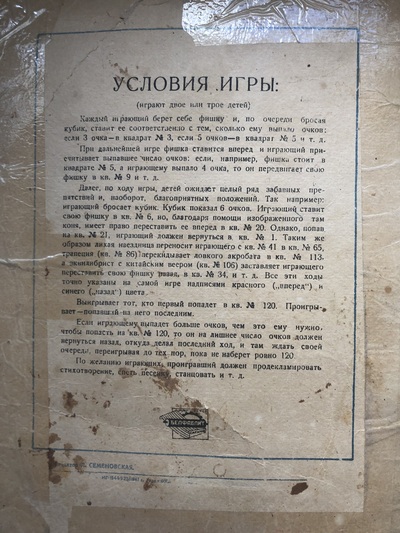 УСЛОВИЯ ИГРЫ:
(играют двое или трое детей)
Каждый играющий берет себе фишку и, по очереди бросая
кубик, ставит ее соответственно с тем, сколько ему выпало очков:
если 3 очка—в квадрат № 3, если 5 очков—в квадрат № 5 и т. д.
При дальнейшей игре фишка ставится вперед и играющий при-
считывает выпавшее число очков: если, например, фишка стоит в
квадрате № 5, а играющему выпало 4 очка, то он передвигает свою
фишку в кв. № 9 и т. д.
Далее, по ходу игры, детей ожидает целый ряд забавных пре-
пятствий и, наоборот, благоприятных положений. Так например:
играющий бросает кубик. Кубик показал 6 очков. Играющий ставит
свою фишку в кв. № 6, но, благодаря помощи изображенного там
коня, имеет право переставить ее вперед в кв. № 20. Однако, попав
на кв. № 21, играющий должен вернуться в кв. № 1. Таким же
образом лихая наездница переносит играющего с кв. № 41 в кв. № 65,
трапеция (кв. № 86) перекидывает ловкого акробата в кв. № 113,
а эквилибрист с китайским веером (кв. № 106) заставляет играющего
переставить свою фишку назад, в кв. № 34, и т. д. Все эти ходы
точно указаны на самой игре надписями красного („вперед") и
синего („назад") цвета.
Выигрывает тот, кто первый попадет в кв. № 120. Проигры-
вает—попавший на него последним.
Если играющему выпадет больше очков, чем это ему нужно,
чтобы попасть на кв. № 120, то он на лишнее число очков должен
вернуться назад, откуда делал последний ход, и там ждать своей
очереди, переигрывая до тех пор, пока не наберет ровно 120
По желанию играющих, проигравший должен продекламировать
стихотворение, спеть песенку, станцовать и т. д.
БЕЛФАБЛИТ
СЕМЕНОВСКАЯ.